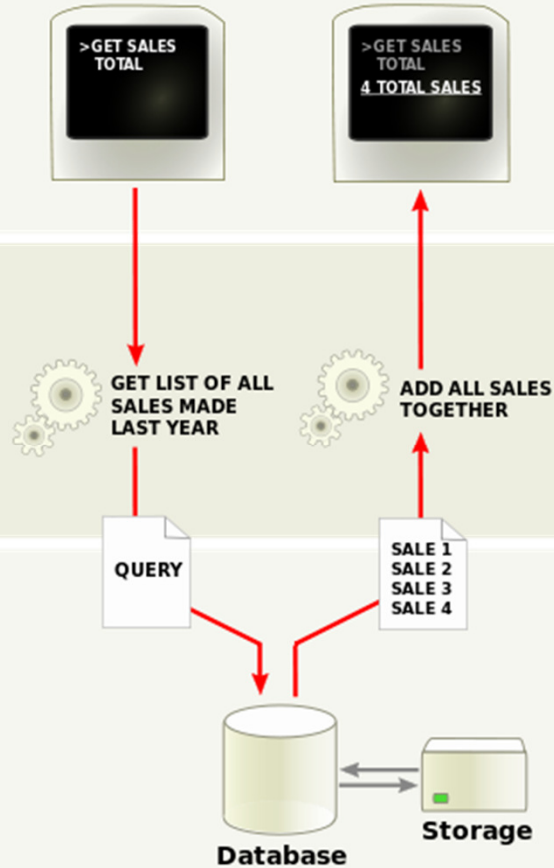 >GET SALES
TOTAL
>GET SALES
TOTAL
4 TOTAL SALES
GET LIST OF ALL
SALES MADE
LAST YEAR
ADD ALL SALES
TOGETHER
QUERY
SALE 1
SALE 2
SALE 3
SALE 4
Database
Storage